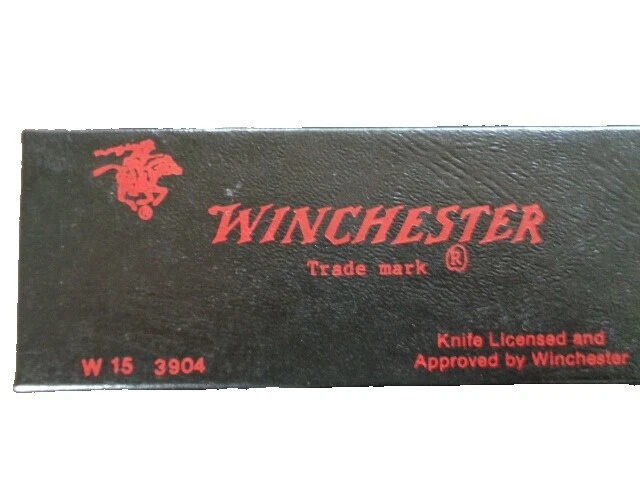 WINCHESTER
Trade mark ®
Knife Licensed and
Approved by Winchester
W 15 3904
®